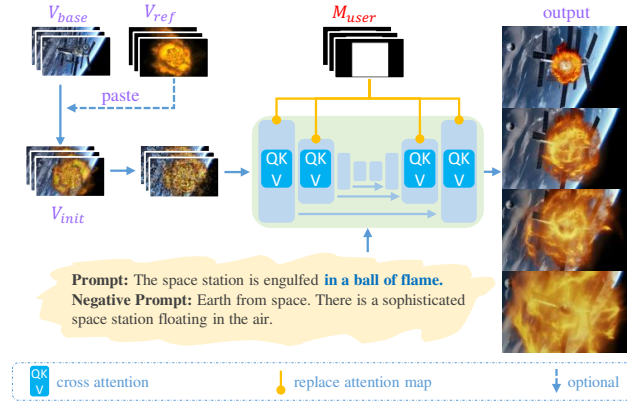 V_base
V_ref
M_user
output
paste
QK
V
QK
V
QK
V
QK
V
V_init
Prompt: The space station is engulfed in a ball of flame.
Negative Prompt: Earth from space. There is a sophisticated
space station floating in the air.
QK
V
cross attention
replace attention map
optional